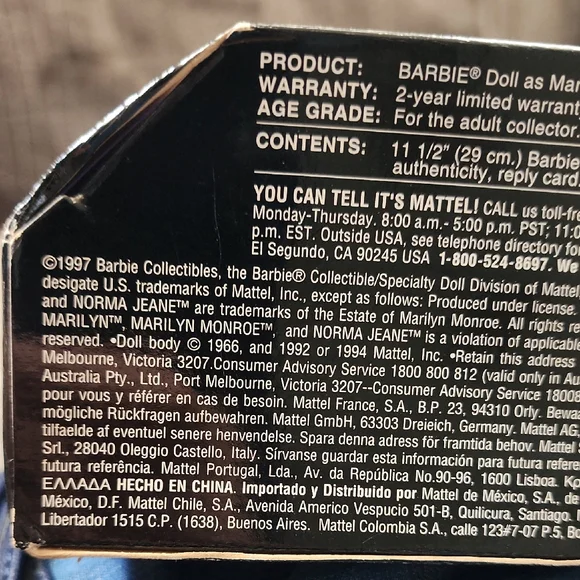 PRODUCT: BARBIE® Doll as Mar
WARRANTY: 2-year limited warrant
AGE GRADE: For the adult collector.
CONTENTS: 11 1/2" (29 cm.) Barbie
authenticity, reply card
YOU CAN TELL IT'S MATTEL! CALL us toll-fr
Monday-Thursday. 8:00 a.m.- 5:00 p.m. PST; 11:0
p.m. EST. Outside USA, see telephone directory fo
El Segundo, CA 90245 USA 1-800-524-8697. We
©1997 Barbie Collectibles, the Barbie® Collectible/Specialty Doll Division of Mattel
desigate U.S. trademarks of Mattel, Inc., except as follows: Produced under license.
and NORMA JEANE™ are trademarks of the Estate of Marilyn Monroe. All rights re
MARILYN™, MARILYN MONROE™, and NORMA JEANE™ is a violation of applicable
reserved. •Doll body © 1966, and 1992 or 1994 Mattel, Inc. •Retain this address
Melbourne, Victoria 3207.Consumer Advisory Service 1800 800 812 (valid only in Au
Australia Pty., Ltd., Port Melbourne, Victoria 3207--Consumer Advisory Service 18008
pour vous y référer en cas de besoin. Mattel France, S.A., B.P. 23, 94310 Orly. Bewa
mögliche Rückfragen aufbewahren. Mattel GmbH, 63303 Dreieich, Germany. Mattel AG,
tilfaelde af eventuel senere henvendelse. Spara denna adress för framtida behov. Mattel
Srl., 28040 Oleggio Castello, Italy. Sírvanse guardar esta información para futura refere
futura referência. Mattel Portugal, Lda., Av. da República No.90-96, 1600 Lisboa. Κρ
ΕΛΛΑΔΑ HECHO EN CHINA. Importado y Distribuido por Mattel de México, S.A., de
México, D.F. Mattel Chile, S.A., Avenida Americo Vespucio 501-B, Quilicura, Santiago.
Libertador 1515 C.P. (1638), Buenos Aires. Mattel Colombia S.A., calle 123#7-07 P.5, Bo